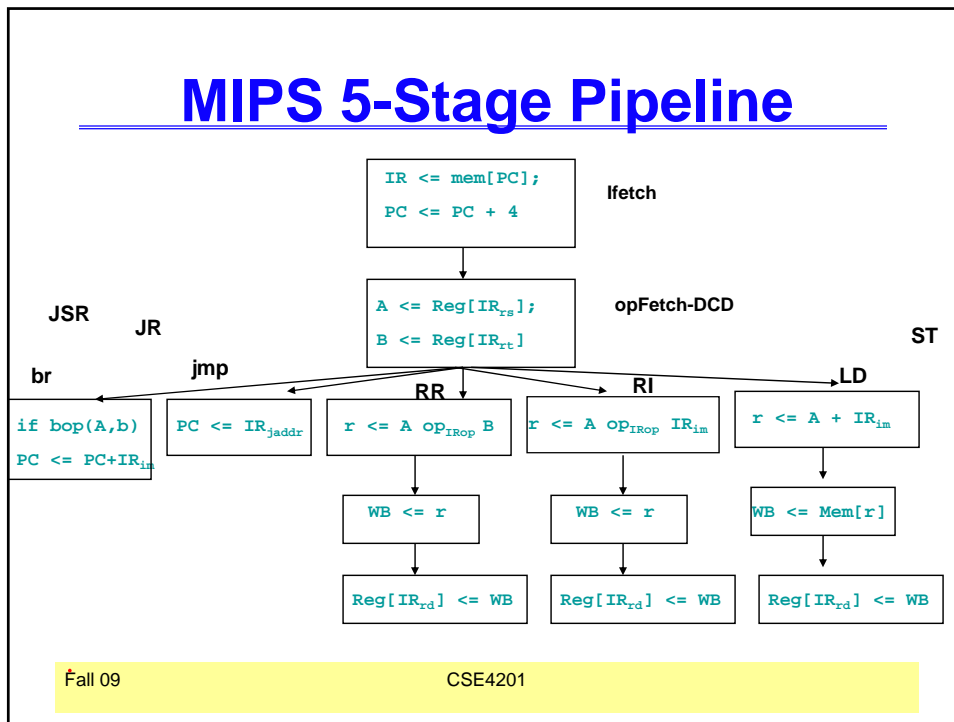 MIPS 5-Stage Pipeline
IR <= mem[PC];
PC <= PC + 4
Ifetch
A <= Reg[IRrs];
B <= Reg[IRrt]
opFetch-DCD
JSR
JR
ST
br
jmp
RR
RI
LD
if bop(A,b)
PC <= PC+IRim
PC <= IRjaddr
r <= A opIRop B
r <= A opIRop IRim
r <= A + IRim
WB <= r
WB <= r
WB <= Mem[r]
Reg[IRrd] <= WB
Reg[IRrd] <= WB
Reg[IRrd] <= WB
Fall 09
CSE4201